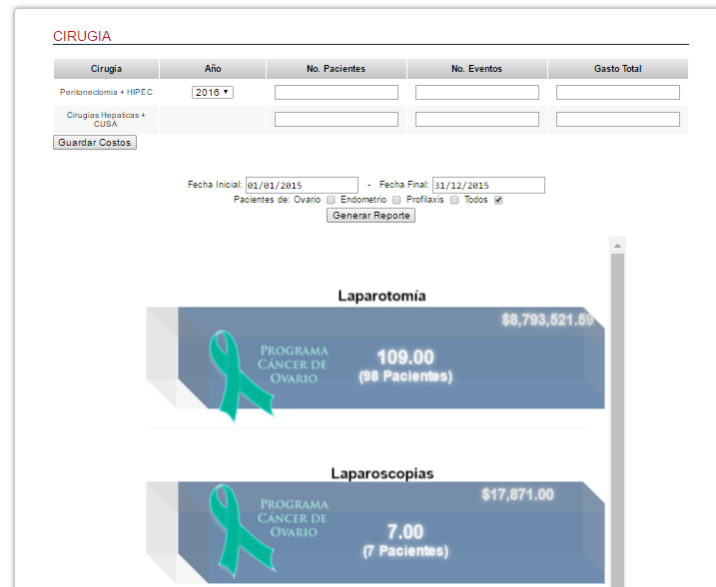 CIRUGIA
Cirugia Año No. Pacientes No. Eventos Gasto Total
Peritonectomia + HIPEC 2016
Cirugias Hepaticas +
CUSA
Guardar Costos
Fecha Inicial: 01/01/2015 - Fecha Final: 31/12/2015
Pacientes de: Ovario Endometrio Profilaxis Todos
Generar Reporte
Laparotomía
$8,793,521.59
PROGRAMA
CÁNCER DE
OVARIO
109.00
(98 Pacientes)
Laparoscopias
$17,871.00
PROGRAMA
CÁNCER DE
OVARIO
7.00
(7 Pacientes)